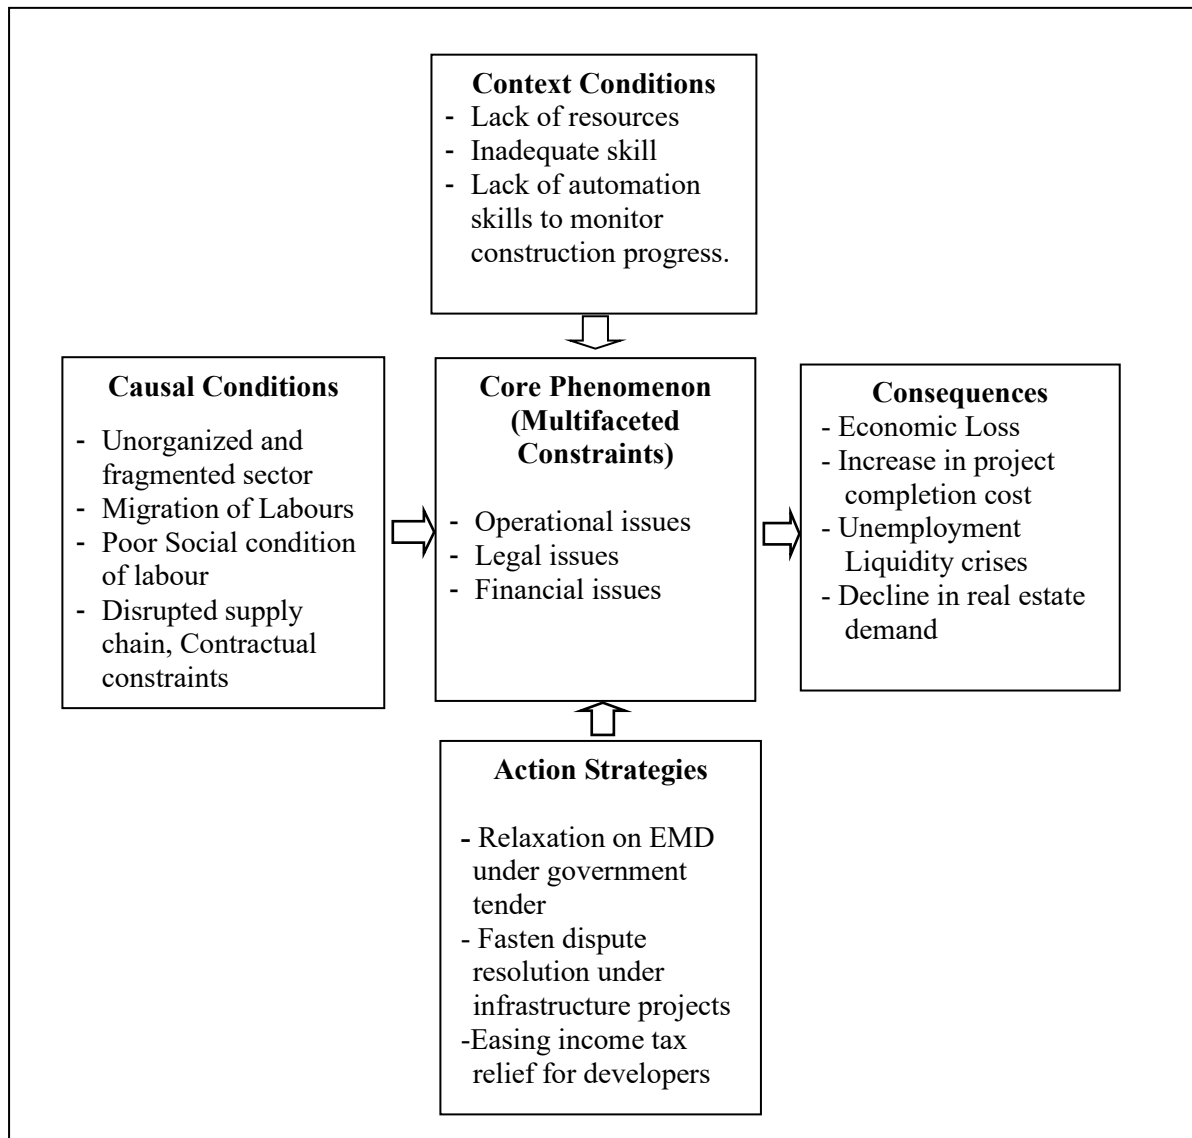 Context Conditions
- Lack of resources
- Inadequate skill
- Lack of automation
skills to monitor
construction progress.
Causal Conditions
- Unorganized and
fragmented sector
- Migration of Labours
- Poor Social condition
of labour
- Disrupted supply
chain, Contractual
constraints
Core Phenomenon
(Multifaceted
Constraints)
- Operational issues
- Legal issues
- Financial issues
Consequences
- Economic Loss
- Increase in project
completion cost
- Unemployment
Liquidity crises
- Decline in real estate
demand
Action Strategies
- Relaxation on EMD
under government
tender
- Fasten dispute
resolution under
infrastructure projects
-Easing income tax
relief for developers